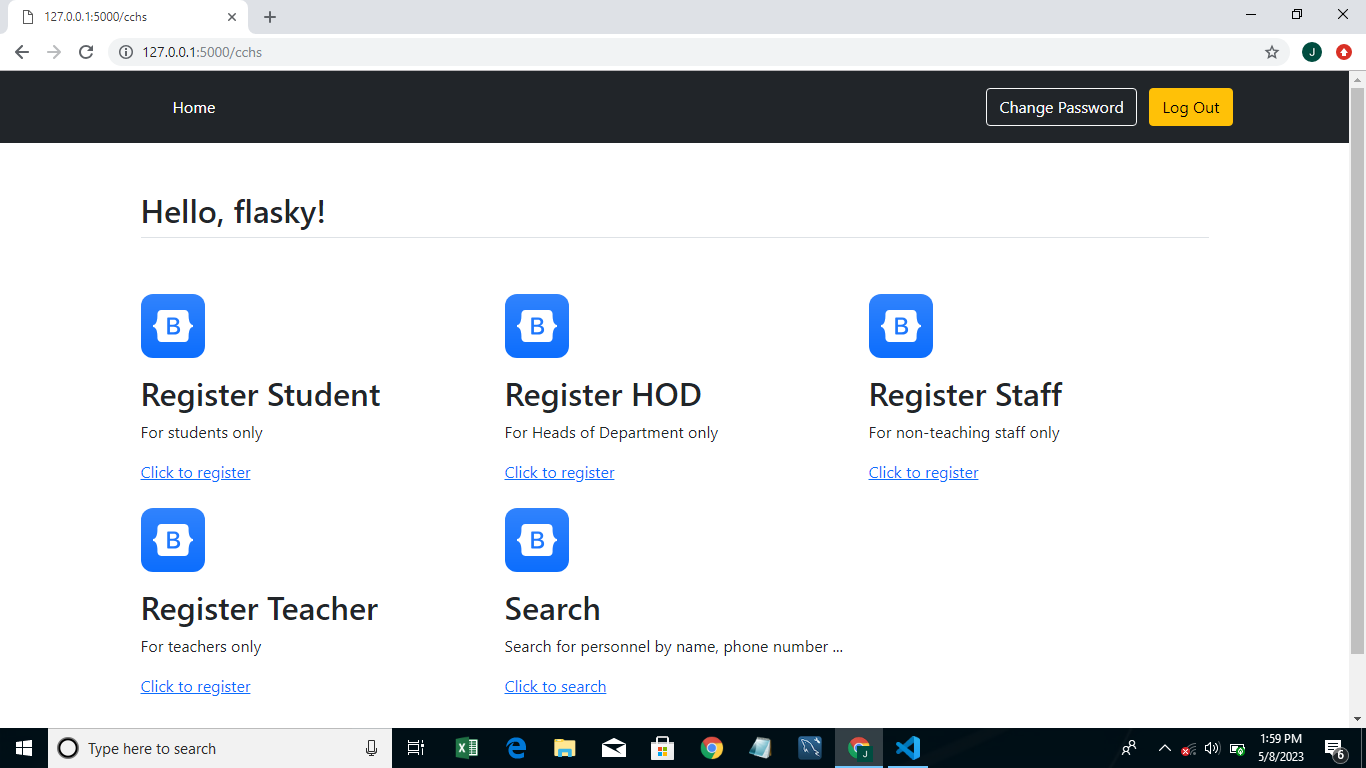 127.0.0.1:5000/cchs
127.0.0.1:5000/cchs
J
Home
Change Password
Log Out
Hello, flasky!
B
B
B
Register Student
Register HOD
Register Staff
For students only
For Heads of Department only
For non-teaching staff only
Click to register
Click to register
Click to register
B
B
Register Teacher
Search
For teachers only
Search for personnel by name, phone number ...
Click to register
Click to search
Type here to search
J
1:59 PM
5/8/2023
6